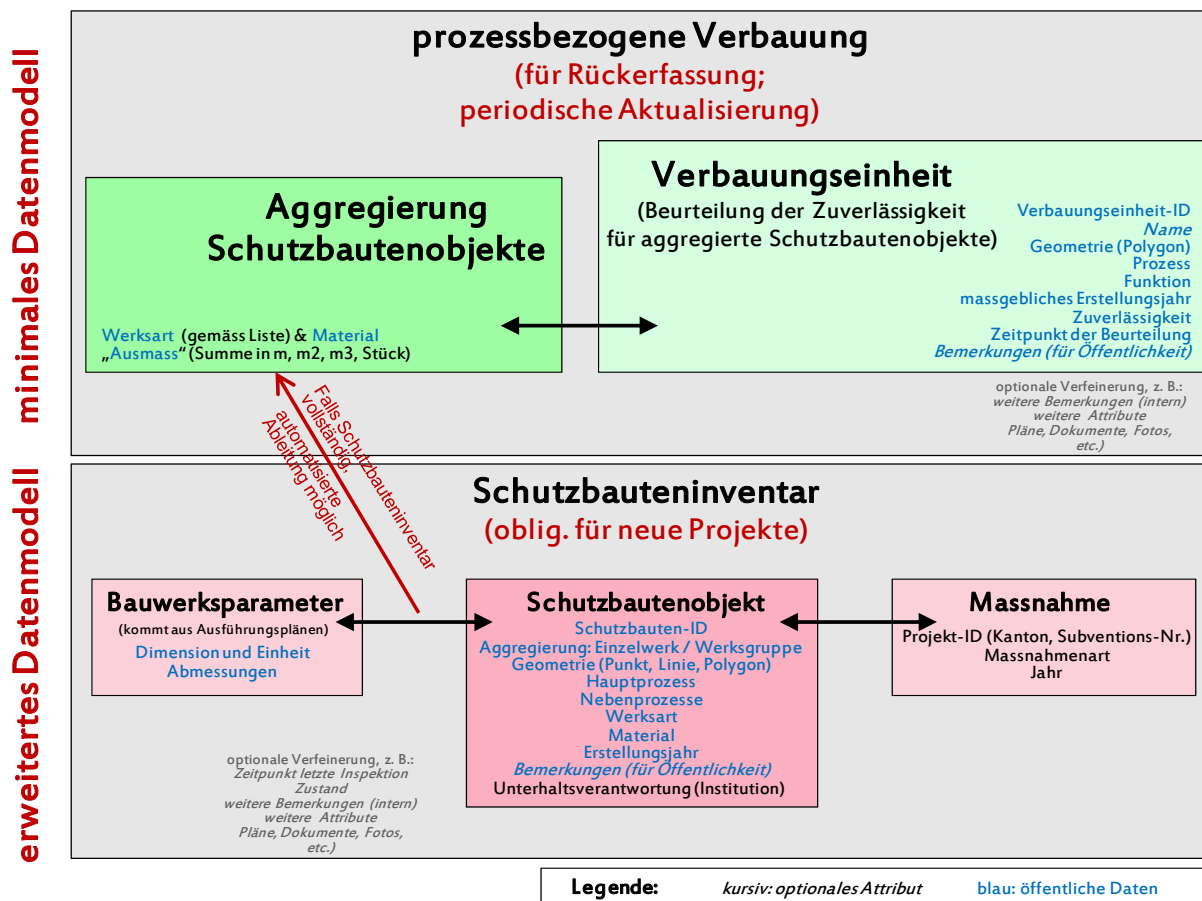 minimales Datenmodell
prozessbezogene Verbauung
(für Rückerfassung;
periodische Aktualisierung)
Aggregierung
Schutzbautenobjekte
Werksart (gemäss Liste) & Material
„Ausmass“ (Summe in m, m2, m3, Stück)
Verbauungseinheit
(Beurteilung der Zuverlässigkeit
für aggregierte Schutzbautenobjekte)
Verbauungseinheit-ID
Name
Geometrie (Polygon)
Prozess
Funktion
massgebliches Erstellungsjahr
Zuverlässigkeit
Zeitpunkt der Beurteilung
Bemerkungen (für Öffentlichkeit)
optionale Verfeinerung, z. B.:
weitere Bemerkungen (intern)
weitere Attribute
Pläne, Dokumente, Fotos,
etc.)
Falls Schutzbauteninventar
vollständig,
automatisierte
Ableitung möglich
erweitertes Datenmodell
Schutzbauteninventar
(oblig. für neue Projekte)
Bauwerksparameter
(kommt aus Ausführungsplänen)
Dimension und Einheit
Abmessungen
optionale Verfeinerung, z. B.:
Zeitpunkt letzte Inspektion
Zustand
weitere Bemerkungen (intern)
weitere Attribute
Pläne, Dokumente, Fotos,
etc.)
Schutzbautenobjekt
Schutzbauten-ID
Aggregierung: Einzelwerk / Werksgruppe
Geometrie (Punkt, Linie, Polygon)
Hauptprozess
Nebenprozesse
Werksart
Material
Erstellungsjahr
Bemerkungen (für Öffentlichkeit)
Unterhaltsverantwortung (Institution)
Massnahme
Projekt-ID (Kanton, Subventions-Nr.)
Massnahmenart
Jahr
Legende: kursiv: optionales Attribut blau: öffentliche Daten